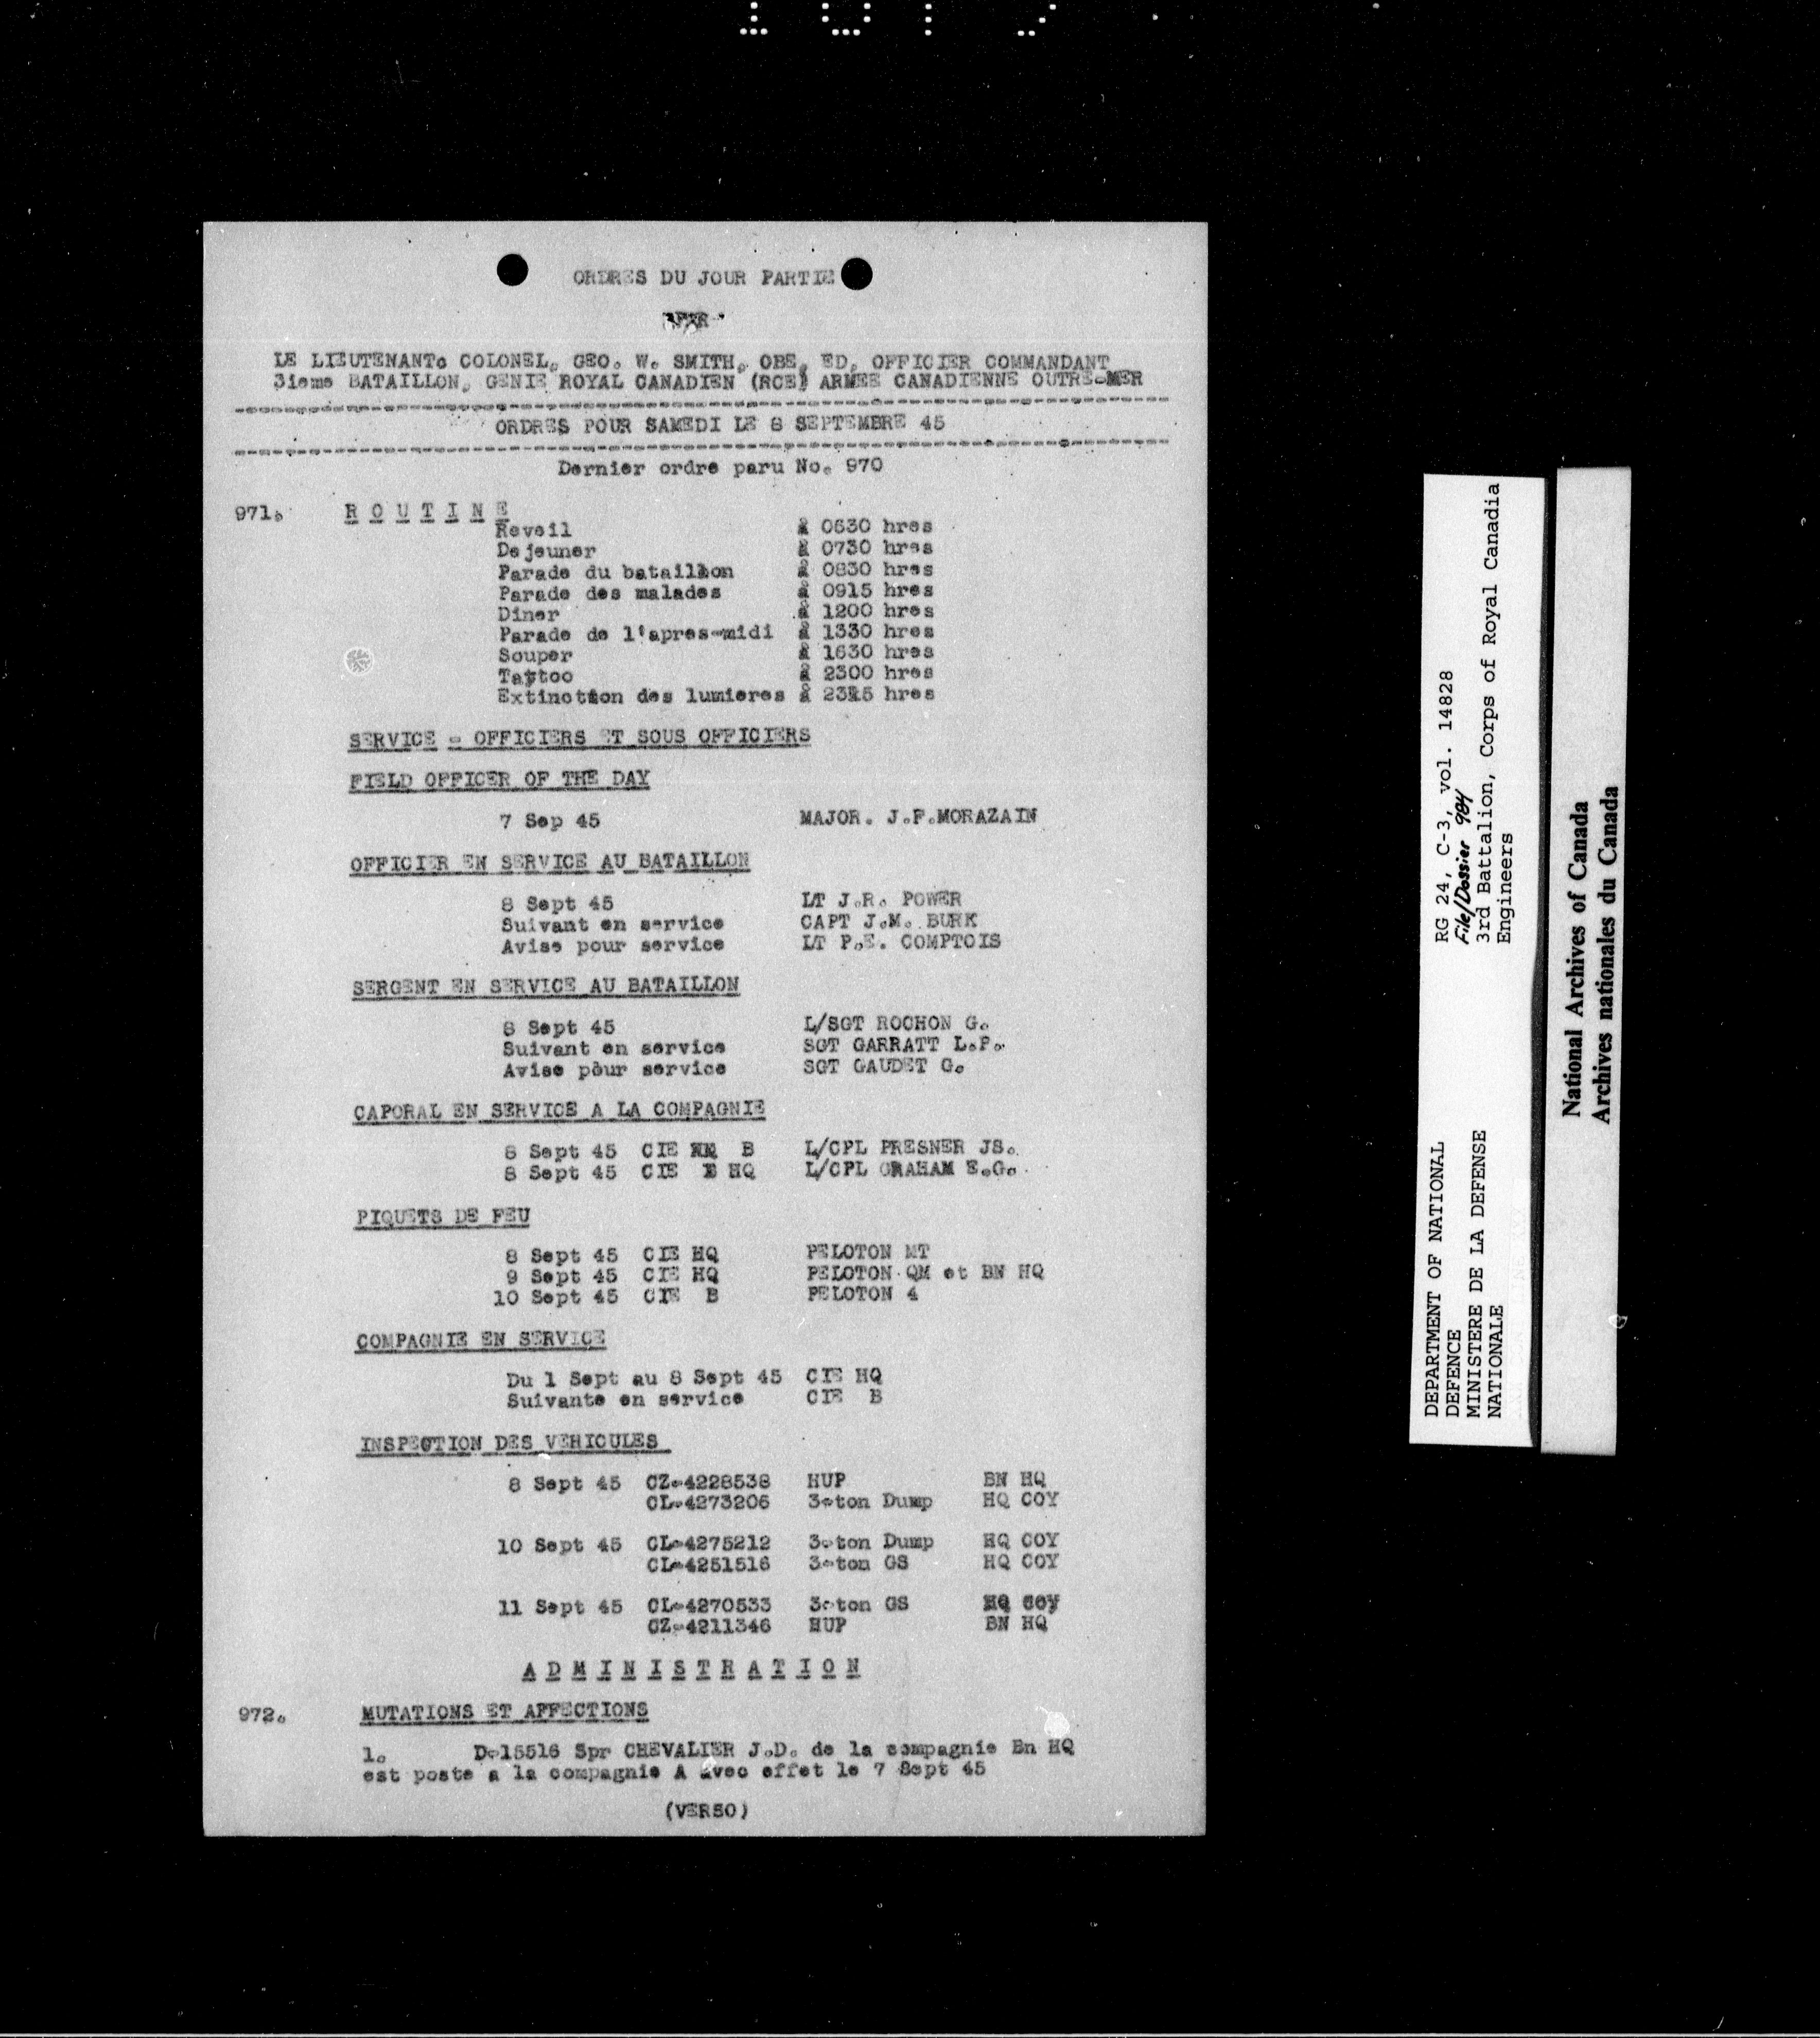 ORDRES DU JOUR PARTIE
LE LIEUTENANT. COLONEL, GEO. W. SMITH, OBE, ED, OFFICIER COMMANDANT
3ieme BATAILLON, GENIE ROYAL CANADIEN (RCE) ARMEE CANADIENNE OUTRE-MER
ORDRES POUR SAMEDI LE 8 SEPTEMBRE 45
Dernier ordre paru No. 970
971. R O U T I N E
Reveil à 0630 hres
Dejeuner à 0730 hres
Parade du bataillon à 0830 hres
Parade des malades à 0915 hres
Diner à 1200 hres
Parade de l'apres-midi à 1330 hres
Souper à 1630 hres
Tattoo à 2300 hres
Extinction des lumieres à hres
SERVICE - OFFICIERS ET SOUS OFFICIERS
FIELD OFFICER OF THE DAY
7 Sep 45 MAJOR. J.F.MORAZAIN
OFFICIER EN SERVICE AU BATAILLON
8 Sept 45 LT J.R. POWER
Suivant en service CAPT J.M. BURK
Avise pour service LT P.E. COMPTOIS
SERGENT EN SERVICE AU BATAILLON
8 Sept 45 L/SGT ROCHON G.
Suivant en service SGT GARRATT L.P.
Avise pour service SGT GAUDET G.
CAPORAL EN SERVICE A LA COMPAGNIE
8 Sept 45 CIE B L/CPL PRESNER JS.
8 Sept 45 CIE HQ L/CPL GRAHAM E.G.
PIQUETS DE FEU
8 Sept 45 CIE HQ PELOTON MT
9 Sept 45 CIE HQ PELOTON QM et BN HQ
10 Sept 45 CIE B PELOTON 4
COMPAGNIE EN SERVICE
Du 1 Sept au 8 Sept 45 CIE HQ
Suivante en service CIE B
INSPECTION DES VEHICULES
8 Sept 45 CZ-4228538 HUP BN HQ
CL-4273206 3-ton Dump HQ COY
10 Sept 45 CL-4275212 3-ton Dump HQ COY
CL-4251516 3-ton GS HQ COY
11 Sept 45 CL-4270533 3-ton GS HQ COY
CZ-4211346 HUP BN HQ
A D M I N I S T R A T I O N
972. MUTATIONS ET AFFECTIONS
1. D-15516 Spr CHEVALIER J.D. de la compagnie Bn HQ
est poste a la compagnie A avec effet le 7 Sept 45
(VERSO)
DEPARTMENT OF NATIONAL
DEFENCE
MINISTERE DE LA DEFENSE
NATIONALE
RG 24, C-3, vol. 14828
File/Dossier 984
3rd Battalion, Corps of Royal Canadia
Engineers
National Archives of Canada
Archives nationales du Canada